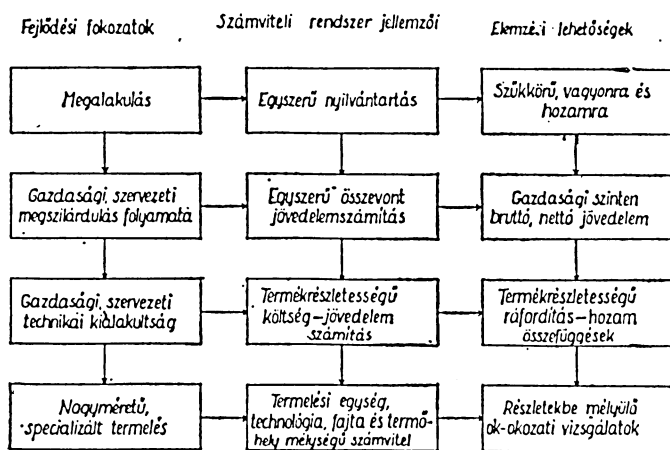 Fejlődési fokozatok
Számviteli rendszer jellemzői
Elemzési lehetőségek
Megalakulás
Egyszerű nyilvántartás
Szűkkörű, vagyonra és
hozamra
Gazdasági, szervezeti
megszilárdulás folyamata
Egyszerű összevont
jövedelemszámítás
Gazdasági szinten
bruttó, nettó jövedelem
Gazdasági, szervezeti
technikai kialakultság
Termékrészletességű
költség–jövedelem
számítás
Termékrészletességű
ráfordítás–hozam
összefüggések
Nagyméretű,
specializált termelés
Termelési egység,
technológia, fajta és termő-
hely mélységű számvitel
Részletekbe mélyülő
ok-okozati vizsgálatok